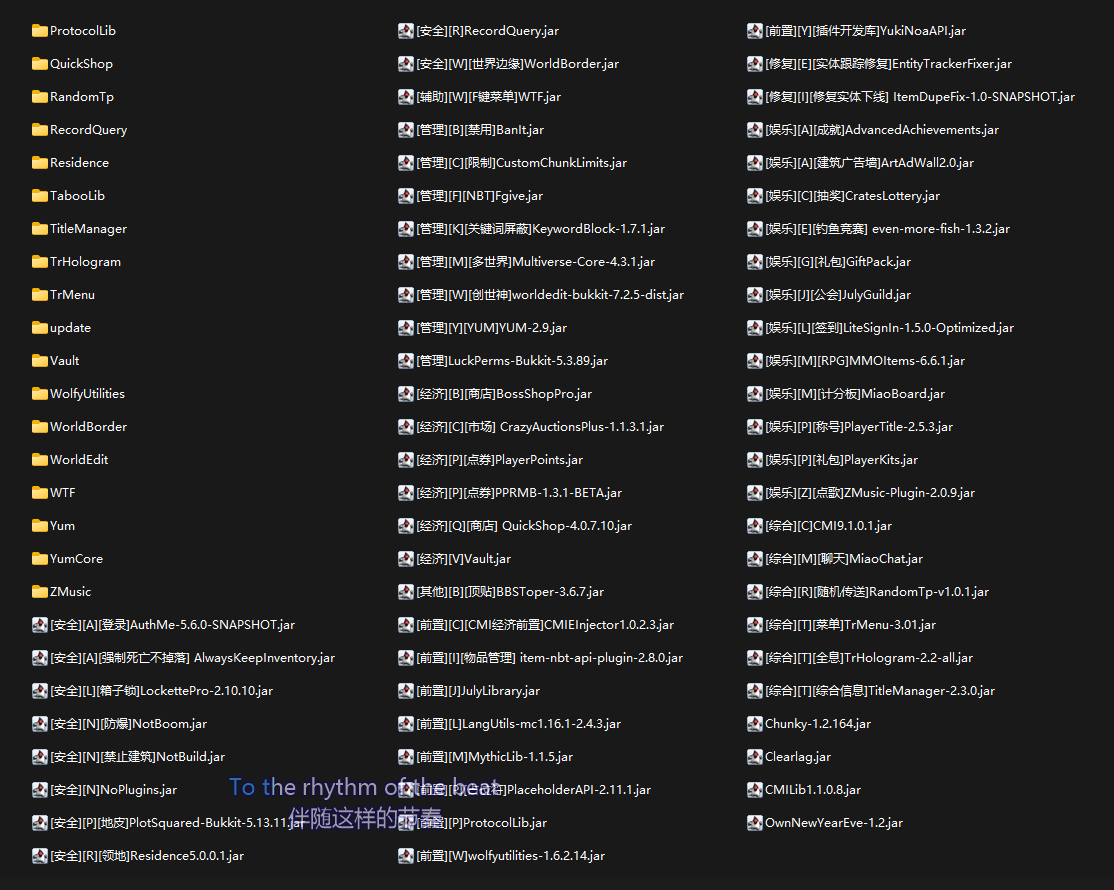 ProtocolLib
QuickShop
RandomTp
RecordQuery
Residence
TabooLib
TitleManager
TrHologram
TrMenu
update
Vault
WolfyUtilities
WorldBorder
WorldEdit
WTF
Yum
YumCore
ZMusic
[安全][A][登录]AuthMe-5.6.0-SNAPSHOT.jar
[安全][A][强制死亡不掉落] AlwaysKeepInventory.jar
[安全][L][箱子锁]LockettePro-2.10.10.jar
[安全][N][防爆]NotBoom.jar
[安全][N][禁止建筑]NotBuild.jar
[安全][N]NoPlugins.jar
[安全][P][地皮]PlotSquared-Bukkit-5.13.11.jar
[安全][R][领地]Residence5.0.0.1.jar
[安全][R]RecordQuery.jar
[安全][W][世界边缘]WorldBorder.jar
[辅助][W][F键菜单]WTF.jar
[管理][B][禁用]BanIt.jar
[管理][C][限制]CustomChunkLimits.jar
[管理][F][NBT]Fgive.jar
[管理][K][关键词屏蔽]KeywordBlock-1.7.1.jar
[管理][M][多世界]Multiverse-Core-4.3.1.jar
[管理][W][创世神]worldedit-bukkit-7.2.5-dist.jar
[管理][Y][YUM]YUM-2.9.jar
[管理]LuckPerms-Bukkit-5.3.89.jar
[经济][B][商店]BossShopPro.jar
[经济][C][市场] CrazyAuctionsPlus-1.1.3.1.jar
[经济][P][点券]PlayerPoints.jar
[经济][P][点券]PPRMB-1.3.1-BETA.jar
[经济][Q][商店] QuickShop-4.0.7.10.jar
[经济][V]Vault.jar
[其他][B][顶贴]BBSToper-3.6.7.jar
[前置][C][CMI经济前置]CMIEInjector1.0.2.3.jar
[前置][I][物品管理] item-nbt-api-plugin-2.8.0.jar
[前置][J]JulyLibrary.jar
[前置][L]LangUtils-mc1.16.1-2.4.3.jar
[前置][M]MythicLib-1.1.5.jar
PlaceholderAPI-2.11.1.jar
[P]ProtocolLib.jar
[前置][W]wolfyutilities-1.6.2.14.jar
[前置][Y][插件开发库]YukiNoaAPI.jar
[修复][E][实体跟踪修复]EntityTrackerFixer.jar
[修复][I][修复实体下线] ItemDupeFix-1.0-SNAPSHOT.jar
[娱乐][A][成就]AdvancedAchievements.jar
[娱乐][A][建筑广告墙]ArtAdWall2.0.jar
[娱乐][C][抽奖]CratesLottery.jar
[娱乐][E][钓鱼竞赛] even-more-fish-1.3.2.jar
[娱乐][G][礼包]GiftPack.jar
[娱乐][J][公会]JulyGuild.jar
[娱乐][L][签到]LiteSignIn-1.5.0-Optimized.jar
[娱乐][M][RPG]MMOItems-6.6.1.jar
[娱乐][M][计分板]MiaoBoard.jar
[娱乐][P][称号]PlayerTitle-2.5.3.jar
[娱乐][P][礼包]PlayerKits.jar
[娱乐][Z][点歌]ZMusic-Plugin-2.0.9.jar
[综合][C]CMI9.1.0.1.jar
[综合][M][聊天]MiaoChat.jar
[综合][R][随机传送]RandomTp-v1.0.1.jar
[综合][T][菜单]TrMenu-3.01.jar
[综合][T][全息]TrHologram-2.2-all.jar
[综合][T][综合信息]TitleManager-2.3.0.jar
Chunky-1.2.164.jar
Clearlag.jar
CMILib1.1.0.8.jar
OwnNewYearEve-1.2.jar
To the rhythm of the beat
伴随这样的节奏